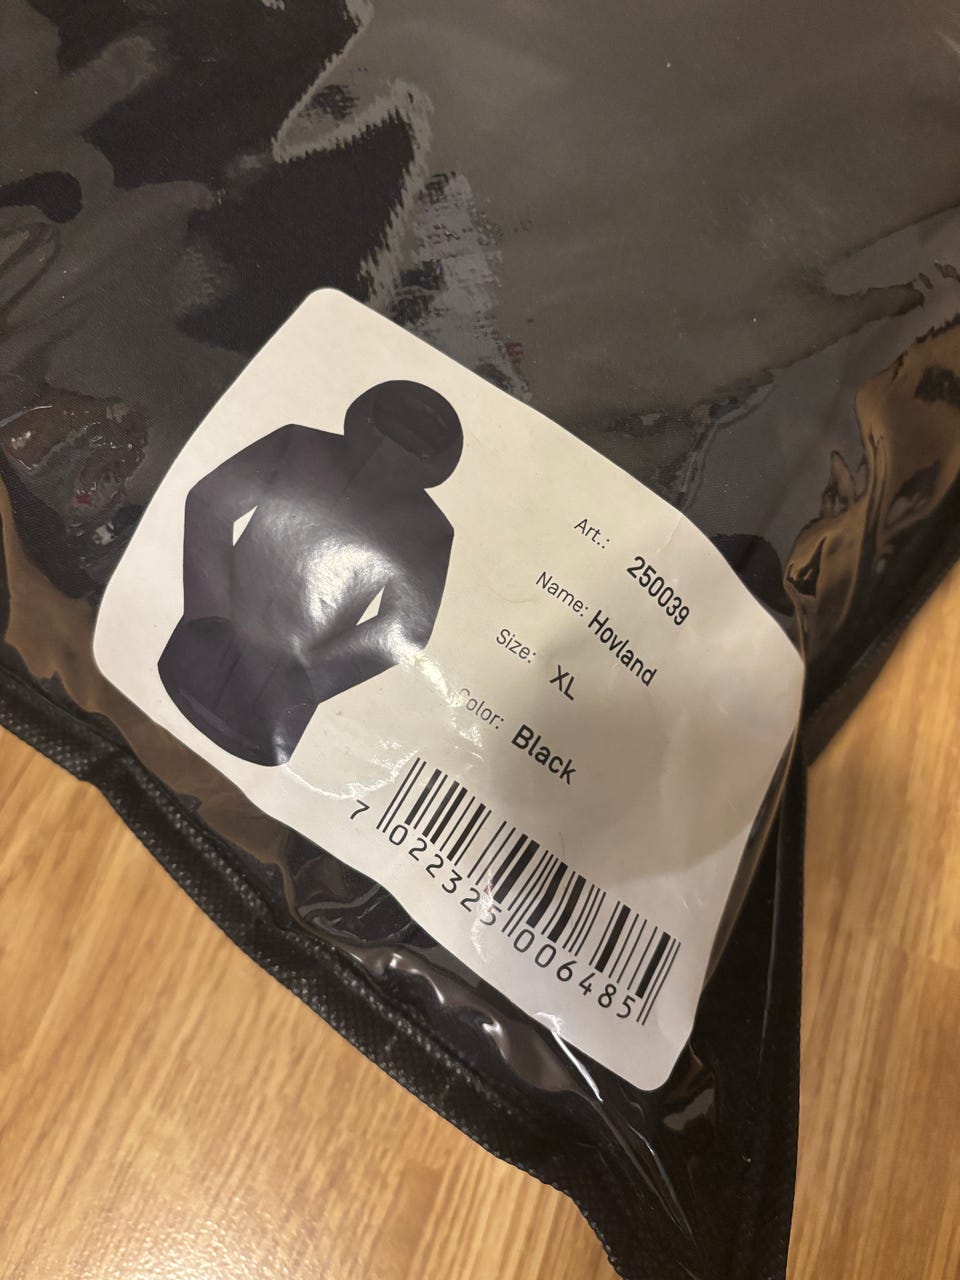 Art.: 250039
Name: Hovland
Size: XL
Color: Black
7 022325 006485